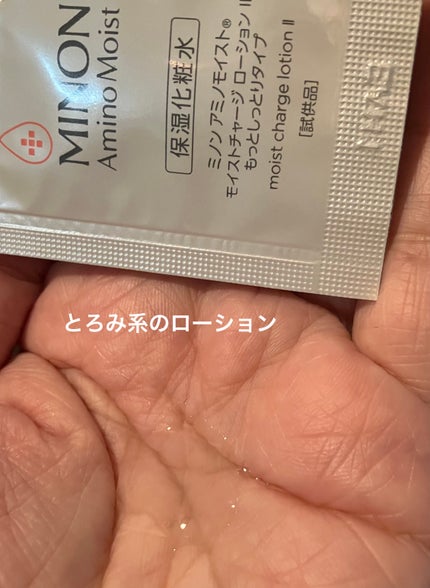 MINON
Amino Moist
保湿化粧水
ミノン アミノモイスト®
モイストチャージ ローション II
もっとしっとりタイプ
moist charge lotion II
[試供品]
とろみ系のローション